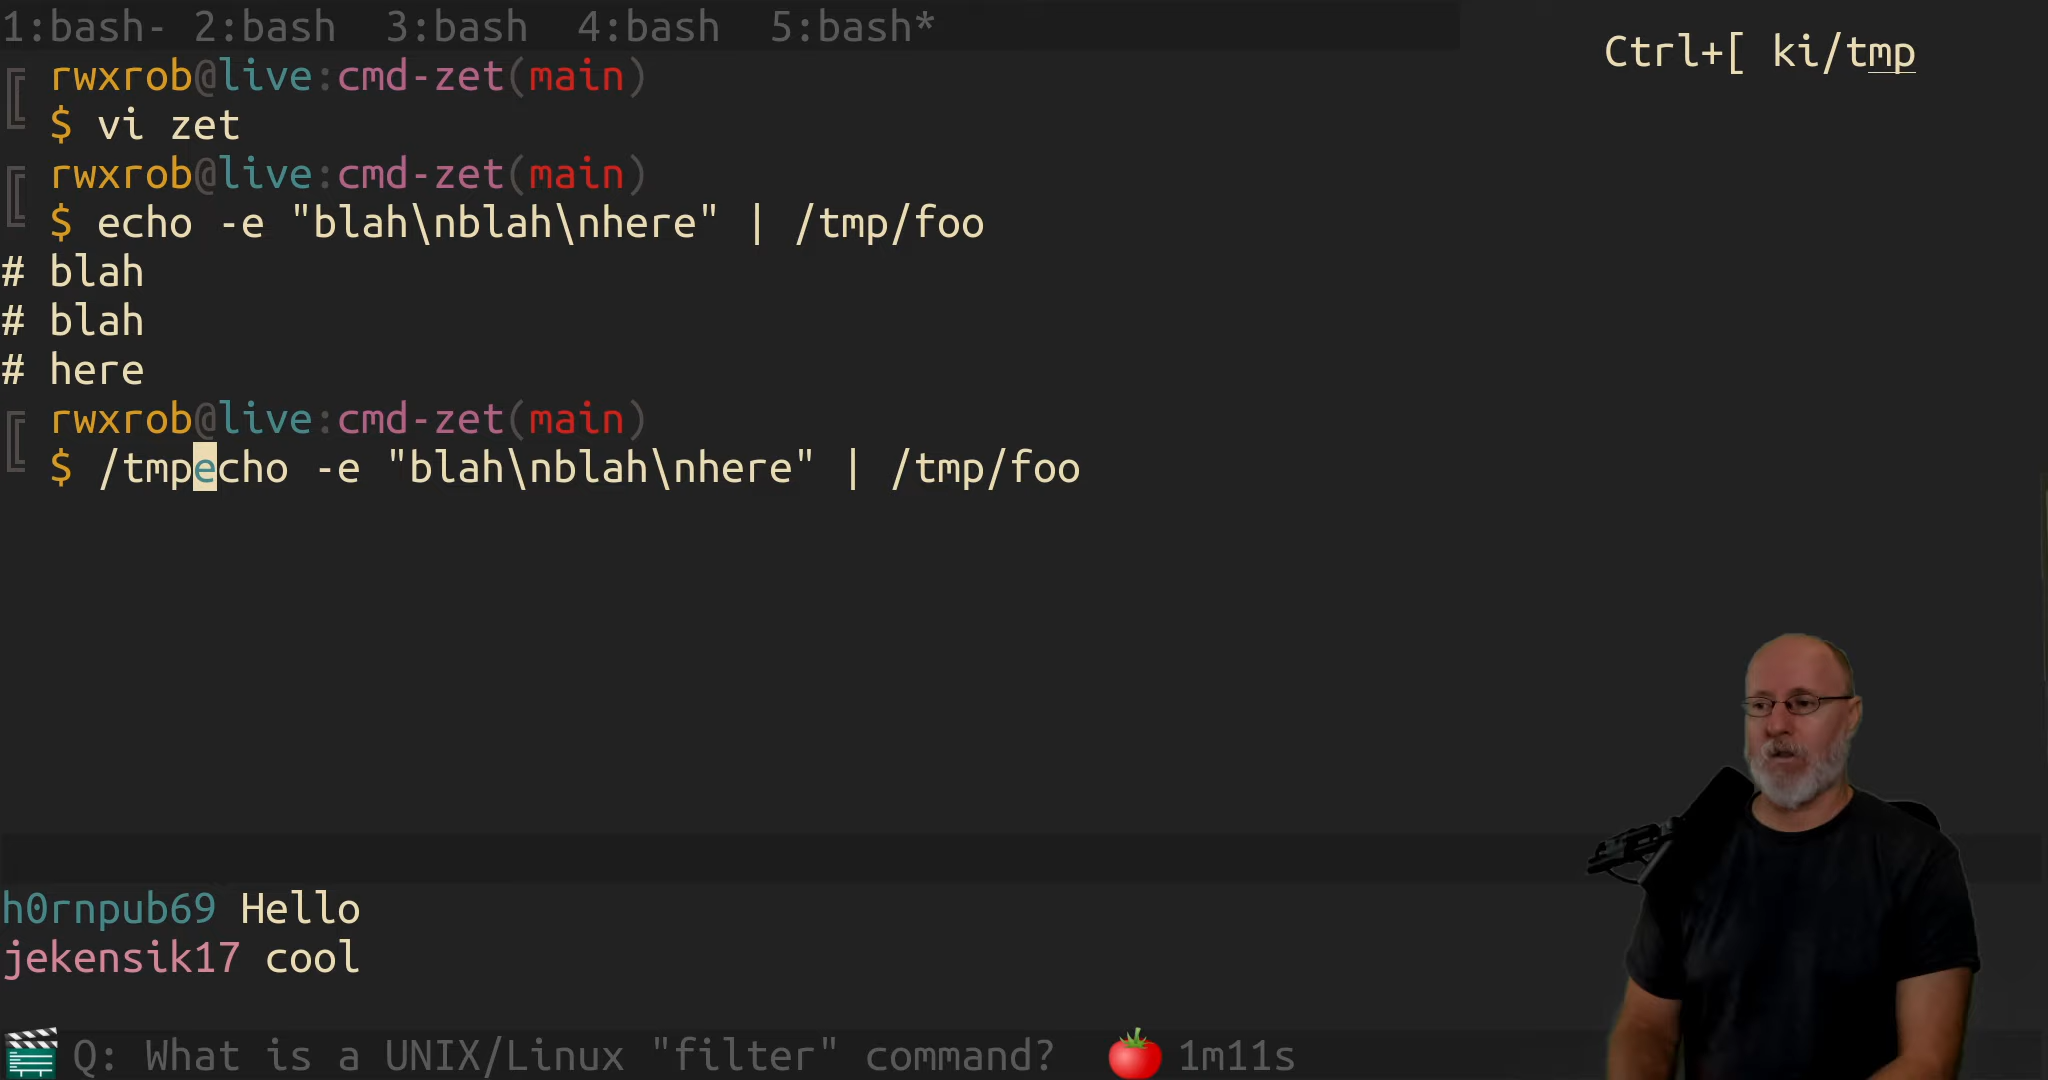 1:bash- 2:bash  3:bash  4:bash  5:bash*
Ctrl+[ ki/tmp
rwxrob@live:cmd-zet(main)
$ vi zet
rwxrob@live:cmd-zet(main)
$ echo -e "blah\nblah\nhere" | /tmp/foo
# blah
# blah
# here
rwxrob@live:cmd-zet(main)
$ /tmpecho -e "blah\nblah\nhere" | /tmp/foo
h0rnpub69 Hello
jekensik17 cool
Q: What is a UNIX/Linux "filter" command?  🍅 1m11s